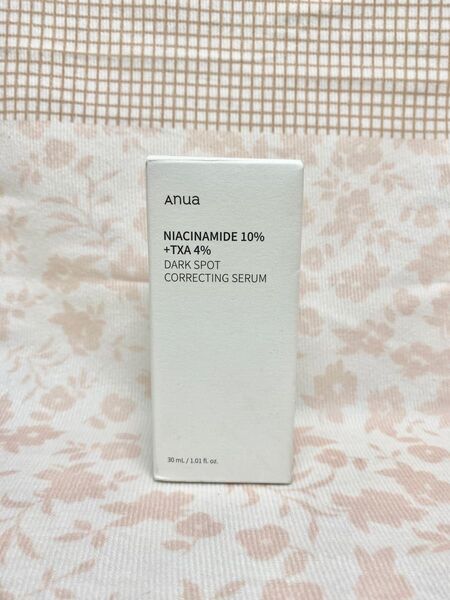 Anua
NIACINAMIDE 10%
+TXA 4%
DARK SPOT
CORRECTING SERUM
30 mL / 1.01 fl. oz.